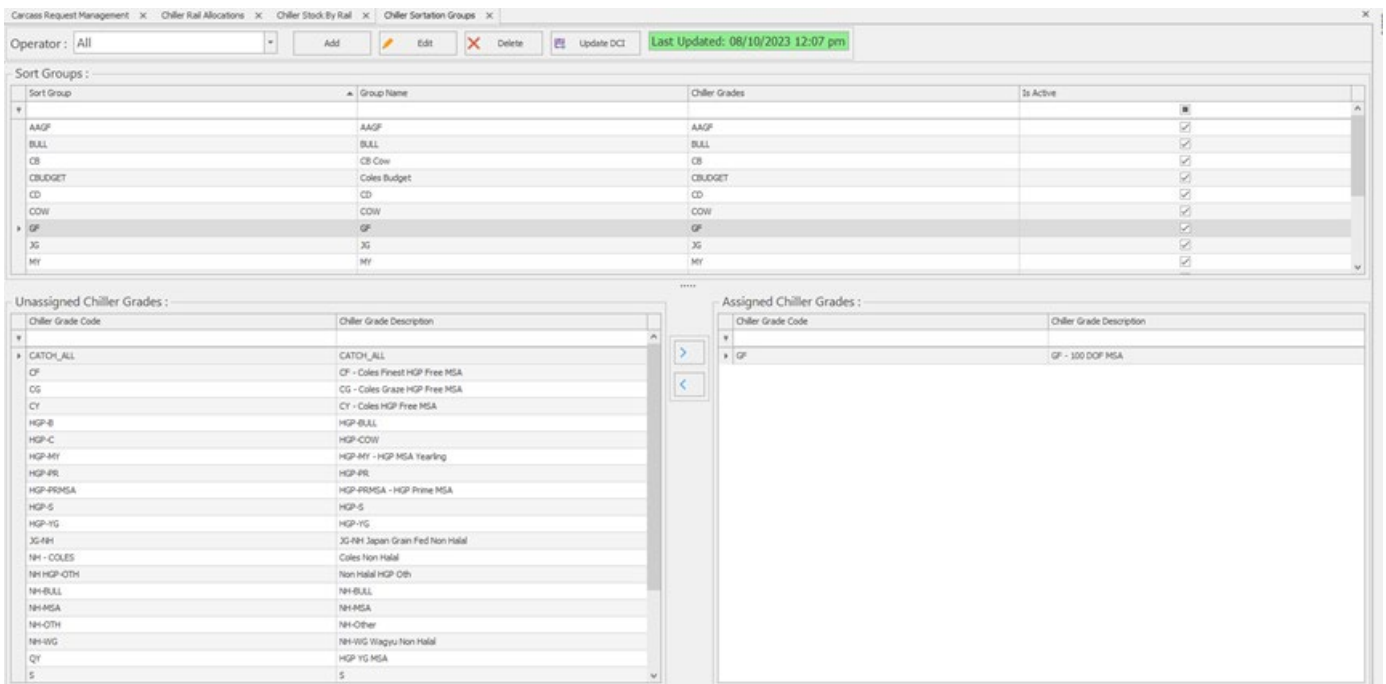 Carcass Request Management x Chiller Rail Allocations x Chiller Stock By Rail x Chiller Sortation Groups x
Operator : All Add Edit Delete Update DCI Last Updated: 08/10/2023 12:07 pm
Sort Groups :
Sort Group Group Name Chiller Grades Is Active
AAGF AAGF AAGF
BULL BULL BULL
CB CB Cow CB
CBUDGET Coles Budget CBUDGET
CD CD CD
COW COW COW
GF GF GF
JG JG JG
MY MY MY
Unassigned Chiller Grades : Assigned Chiller Grades :
Chiller Grade Code Chiller Grade Description Chiller Grade Code Chiller Grade Description
CATCH_ALL CATCH_ALL GF GF - 100 DOF MSA
CF CF - Coles Finest HGP Free MSA
CG CG - Coles Graze HGP Free MSA
CY CY - Coles HGP Free MSA
HGP-B HGP-BULL
HGP-C HGP-COW
HGP-MY HGP-MY - HGP MSA Yearling
HGP-PR HGP-PR
HGP-PRMSA HGP-PRMSA - HGP Prime MSA
HGP-S HGP-S
HGP-YG HGP-YG
JG-NH JG-NH Japan Grain Fed Non Halal
NH - COLES Coles Non Halal
NH HGP-OTH Non Halal HGP Oth
NH-BULL NH-BULL
NH-MSA NH-MSA
NH-OTH NH-Other
NH-WG NH-WG Wagyu Non Halal
QY HGP YG MSA
S S